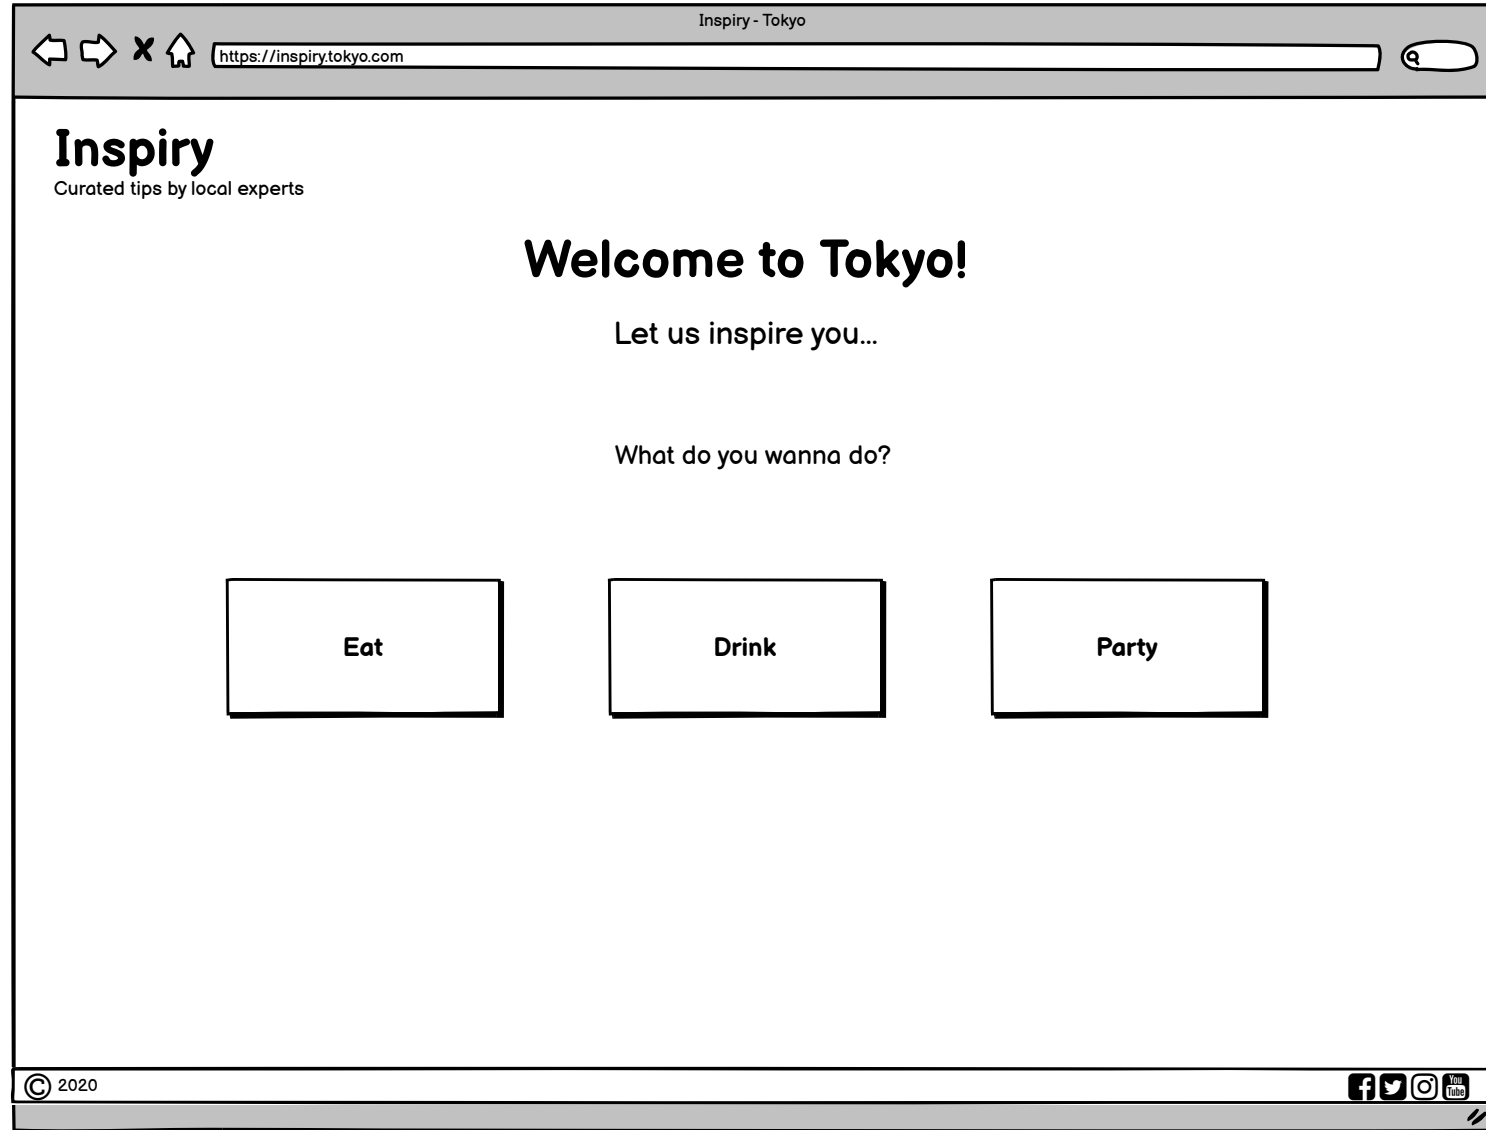 Inspiry - Tokyo
https://inspiry.tokyo.com
Inspiry
Curated tips by local experts
Welcome to Tokyo!
Let us inspire you...
What do you wanna do?
Eat
Drink
Party
© 2020
You
Tube